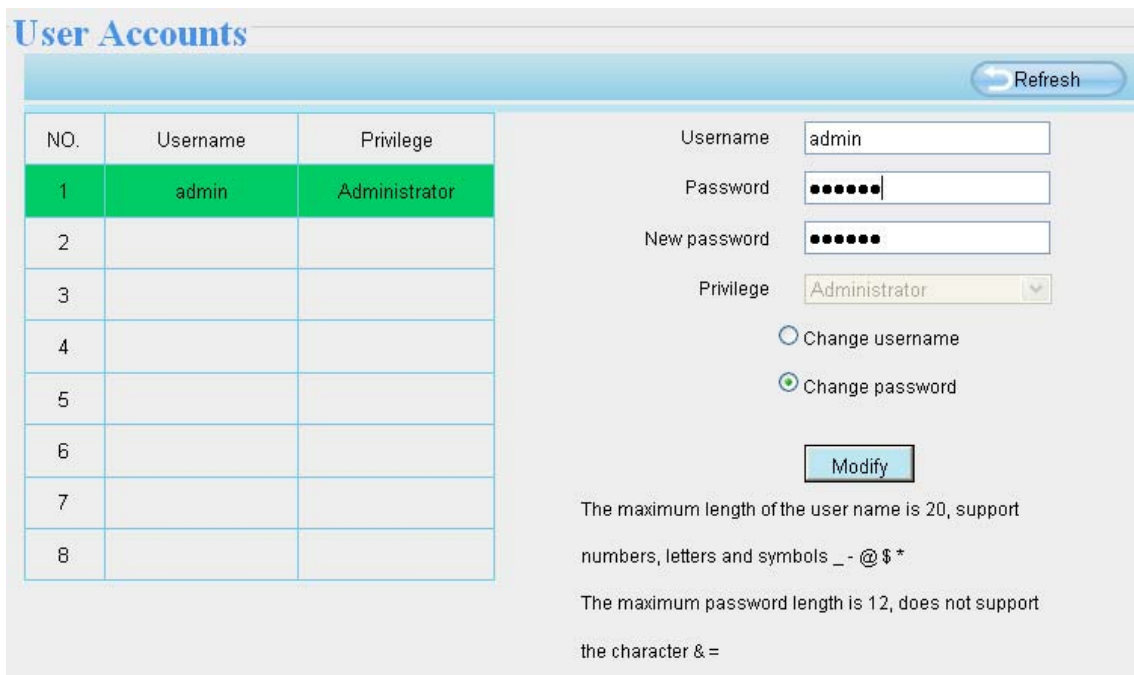 User Accounts
Refresh
NO. Username Privilege
1 admin Administrator
2
3
4
5
6
7
8
Username admin
Password ●●●●●●
New password ●●●●●●
Privilege Administrator
Change username
Change password
Modify
The maximum length of the user name is 20, support
numbers, letters and symbols _ - @ $ *
The maximum password length is 12, does not support
the character & =